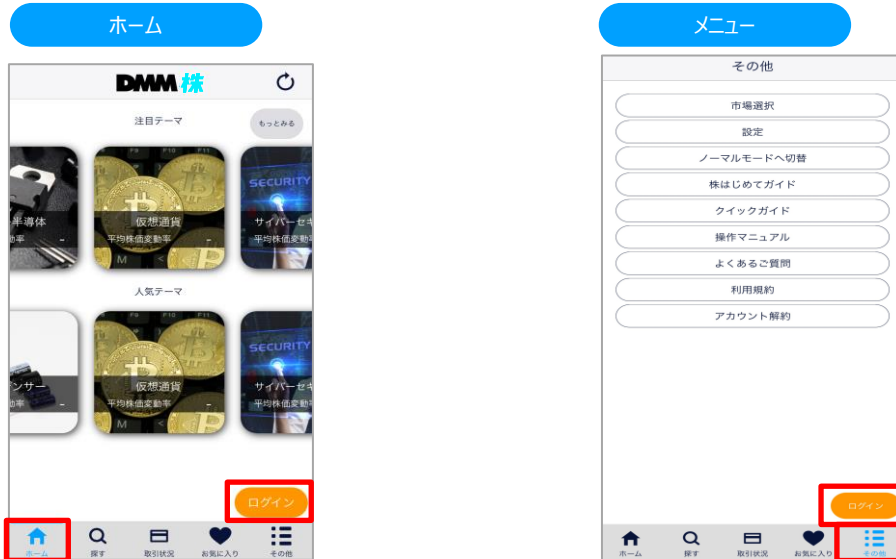 ホーム
DMM 株
注目テーマ
もっとみる
SECURITY
半導体
仮想通貨
サイバーセキ
動率 -
平均株価変動率 -
平均株価変動
人気テーマ
SECURITY
ンサー
仮想通貨
サイバーセキ
動率 -
平均株価変動率 -
平均株価変動
ログイン
ホーム
探す
取引状況
お気に入り
その他
メニュー
その他
市場選択
設定
ノーマルモードへ切替
株はじめてガイド
クイックガイド
操作マニュアル
よくあるご質問
利用規約
アカウント解約
ログイン
ホーム
探す
取引状況
お気に入り
その他